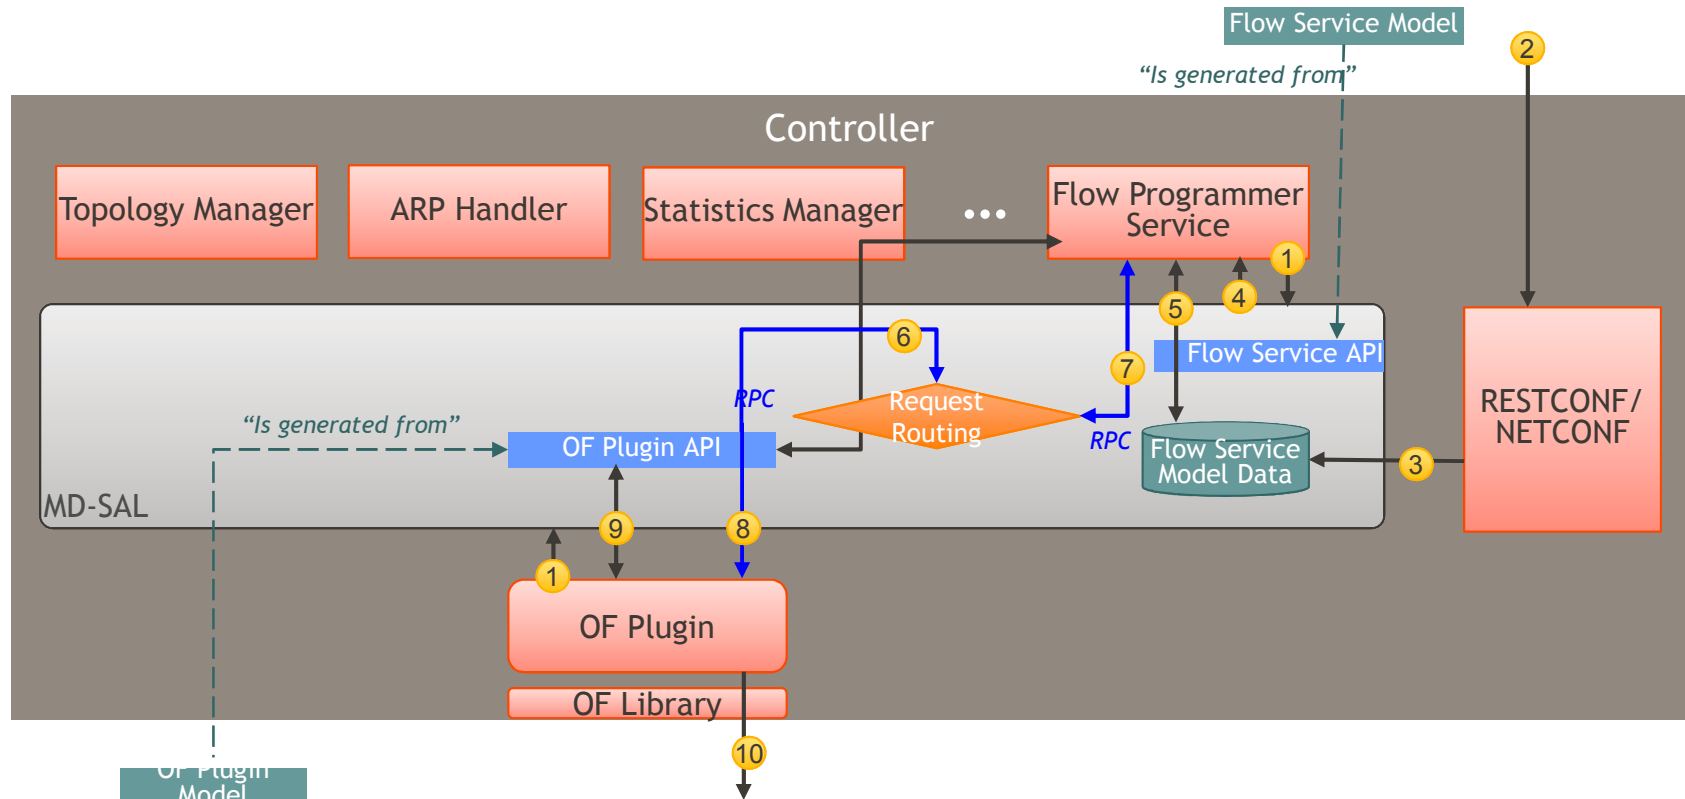 Flow Service Model
2
“Is generated from”
Controller
Topology Manager
ARP Handler
Statistics Manager
...
Flow Programmer
Service
1
4
5
6
7
Flow Service API
RPC
Request
Routing
RPC
RESTCONF/
NETCONF
“Is generated from”
OF Plugin API
Flow Service
Model Data
3
MD-SAL
9
8
1
OF Plugin
OF Library
10
OF Plugin
Model